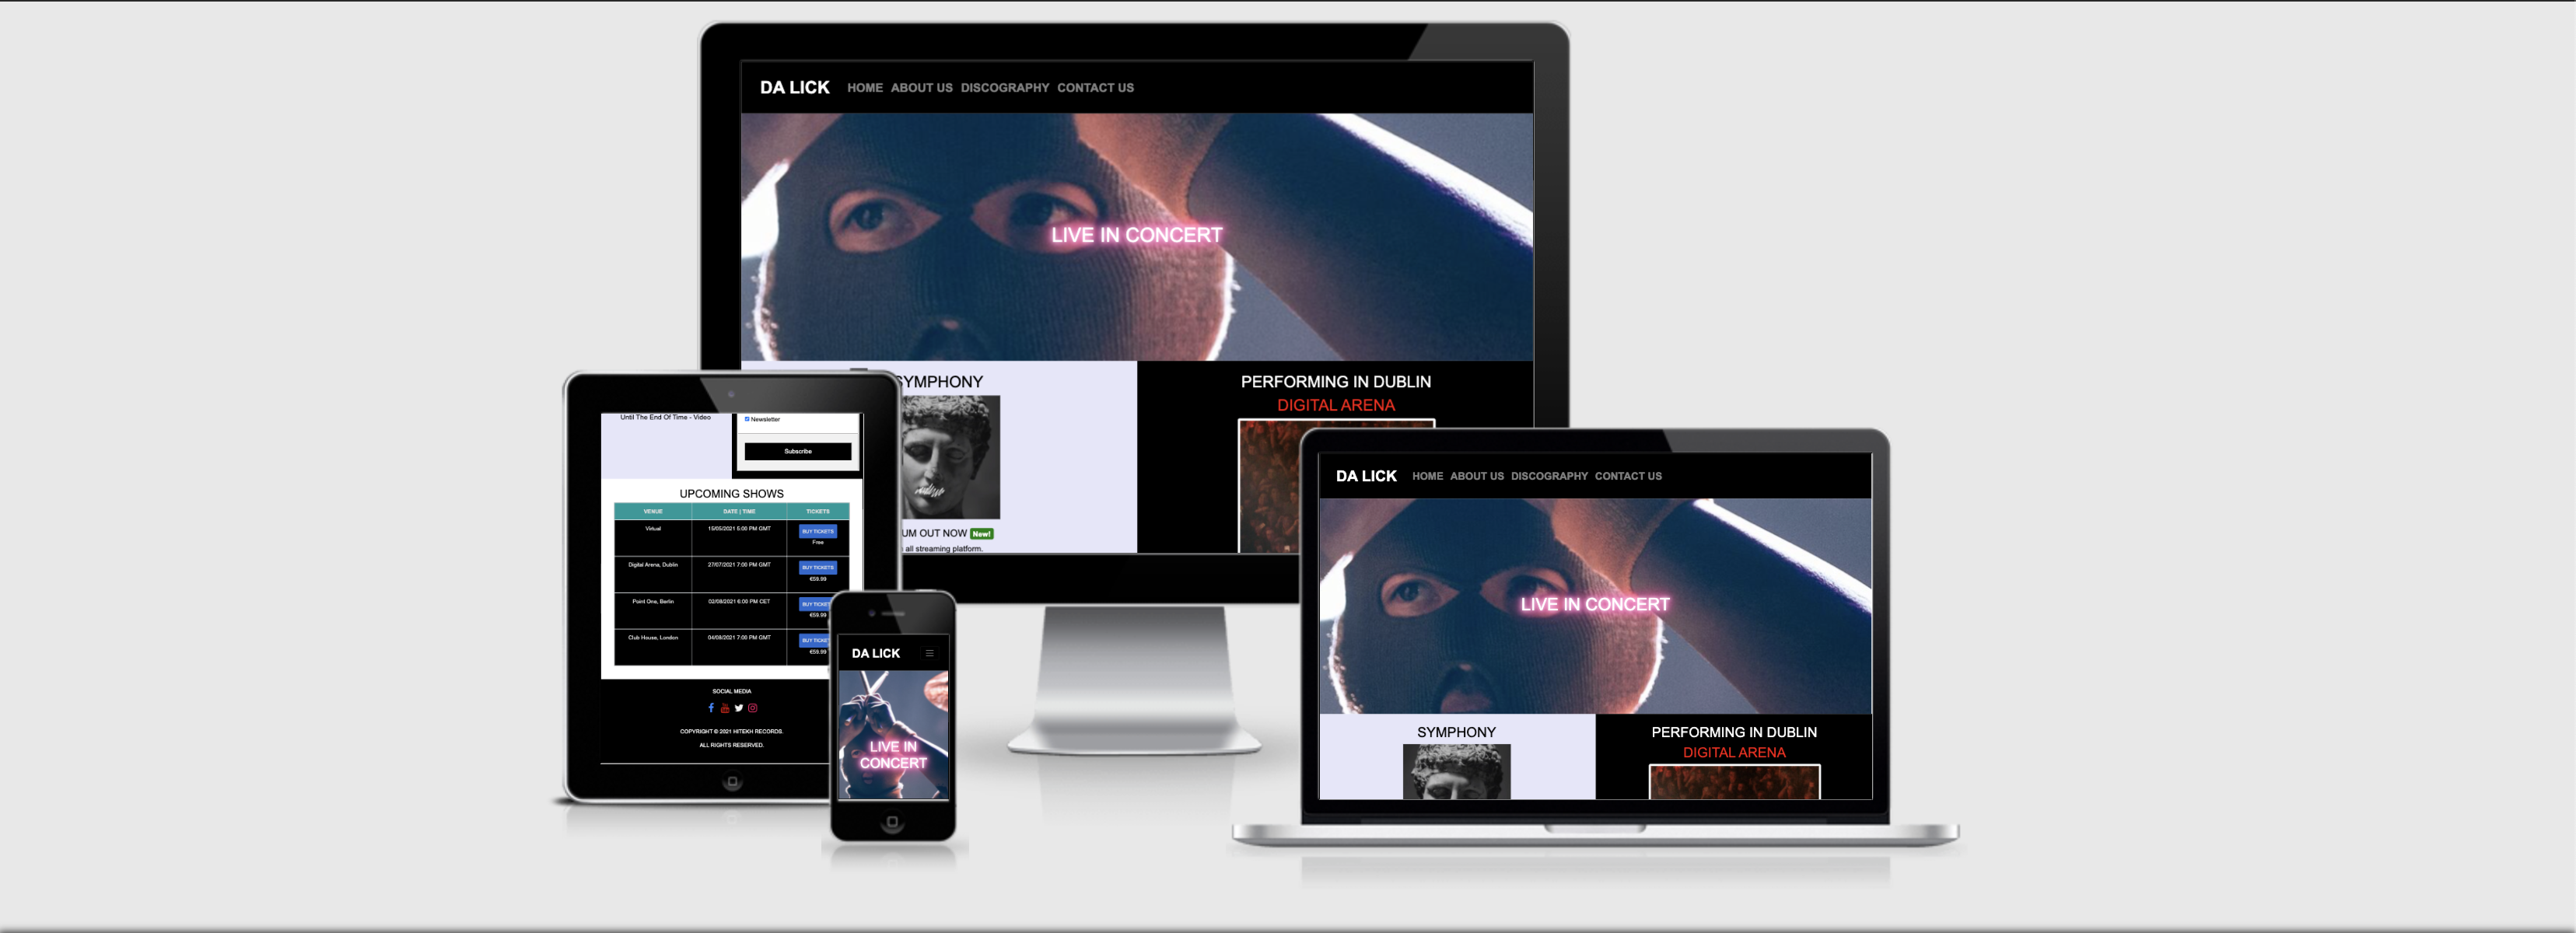 DA LICK HOME ABOUT US DISCOGRAPHY CONTACT US
LIVE IN CONCERT
SYMPHONY
UM OUT NOW New!
all streaming platform.
PERFORMING IN DUBLIN
DIGITAL ARENA
Until The End Of Time - Video
Newsletter
Subscribe
UPCOMING SHOWS
VENUE DATE | TIME TICKETS
Virtual 15/05/2021 5:00 PM GMT BUY TICKETS
Free
Digital Arena, Dublin 27/07/2021 7:00 PM GMT BUY TICKETS
€59.99
Point One, Berlin 02/08/2021 6:00 PM CET BUY TICKET
€59.99
Club House, London 04/08/2021 7:00 PM GMT BUY TICKE
€59.99
SOCIAL MEDIA
COPYRIGHT © 2021 HITEKH RECORDS.
ALL RIGHTS RESERVED.
DA LICK
LIVE IN
CONCERT
DA LICK HOME ABOUT US DISCOGRAPHY CONTACT US
LIVE IN CONCERT
SYMPHONY
PERFORMING IN DUBLIN
DIGITAL ARENA